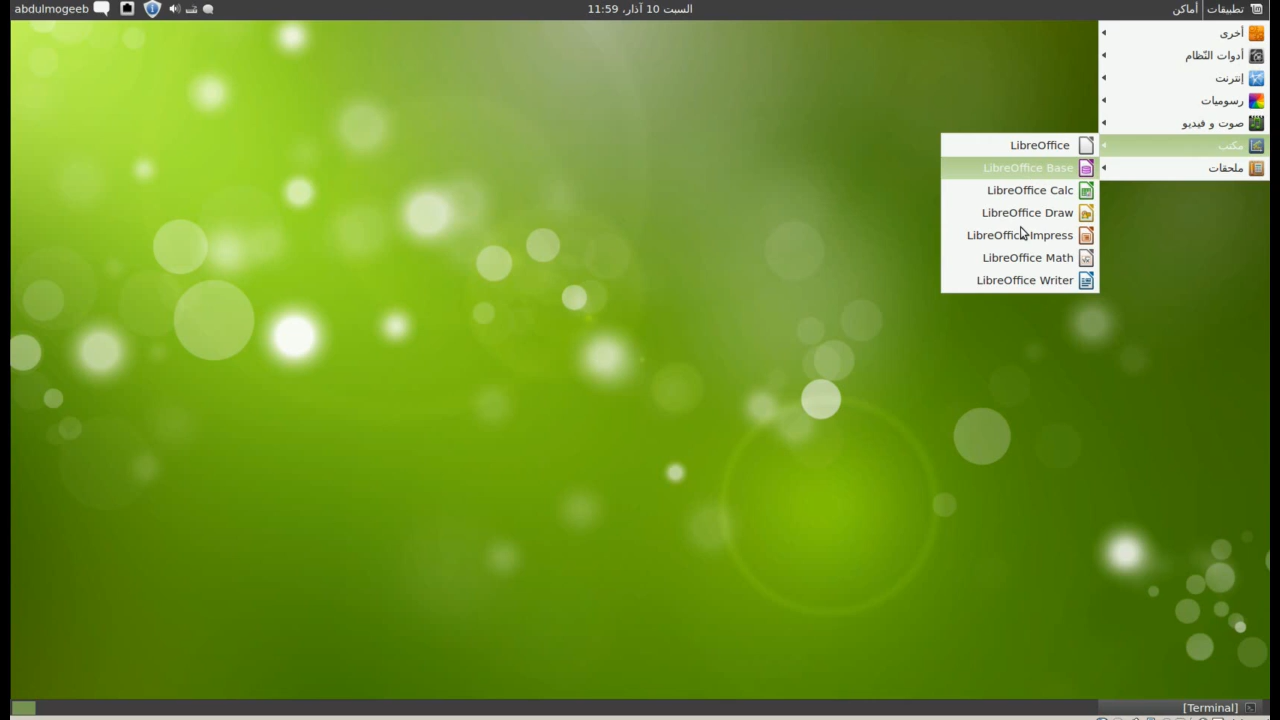 تطبيقات
أماكن
السبت 10 آذار، 11:59
abdulmogeeb
أخرى
أدوات النّظام
إنترنت
رسوميات
صوت و فيديو
مكتب
ملحقات
LibreOffice
LibreOffice Base
LibreOffice Calc
LibreOffice Draw
LibreOffice Impress
LibreOffice Math
LibreOffice Writer
[Terminal]